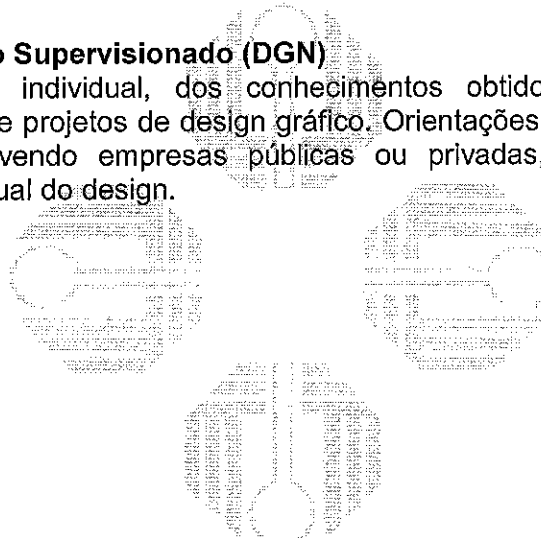 o Supervisionado (DGN)
individual, dos conhecimentos obtido
e projetos de design gráfico. Orientações
vendo empresas públicas ou privadas,
ual do design.